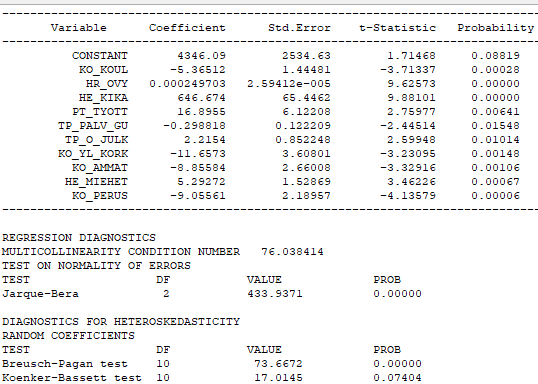 Variable Coefficient Std.Error t-Statistic Probability
CONSTANT 4346.09 2534.63 1.71468 0.08819
KO_KOUL -5.36512 1.44481 -3.71337 0.00028
HR_OVY 0.000249703 2.59412e-005 9.62573 0.00000
HE_KIKA 646.674 65.4462 9.88101 0.00000
PT_TYOTT 16.8955 6.12208 2.75977 0.00641
TP_PALV_GU -0.298818 0.122209 -2.44514 0.01548
TP_O_JULK 2.2154 0.852248 2.59948 0.01014
KO_YL_KORK -11.6573 3.60801 -3.23095 0.00148
KO_AMMAT -8.85584 2.66008 -3.32916 0.00106
HE_MIEHET 5.29272 1.52869 3.46226 0.00067
KO_PERUS -9.05561 2.18957 -4.13579 0.00006
REGRESSION DIAGNOSTICS
MULTICOLLINEARITY CONDITION NUMBER 76.038414
TEST ON NORMALITY OF ERRORS
TEST DF VALUE PROB
Jarque-Bera 2 433.9371 0.00000
DIAGNOSTICS FOR HETEROSKEDASTICITY
RANDOM COEFFICIENTS
TEST DF VALUE PROB
Breusch-Pagan test 10 73.6672 0.00000
Koenker-Bassett test 10 17.0145 0.07404